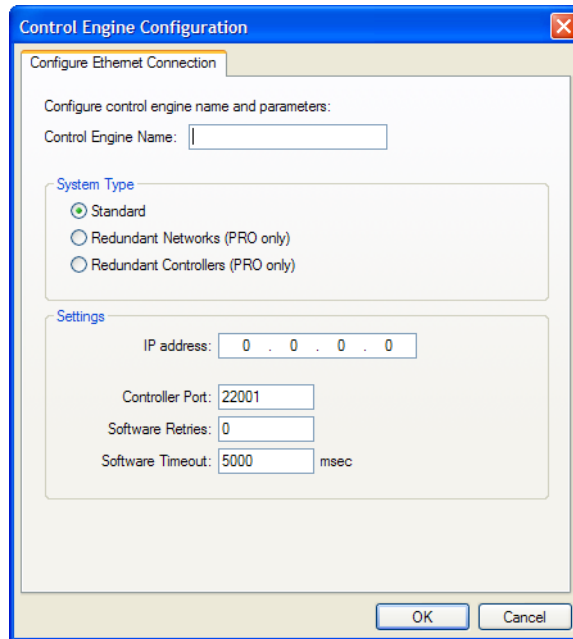 Control Engine Configuration
Configure Ethernet Connection
Configure control engine name and parameters:
Control Engine Name:
System Type
Standard
Redundant Networks (PRO only)
Redundant Controllers (PRO only)
Settings
IP address: 0 . 0 . 0 . 0
Controller Port: 22001
Software Retries: 0
Software Timeout: 5000 msec
OK Cancel